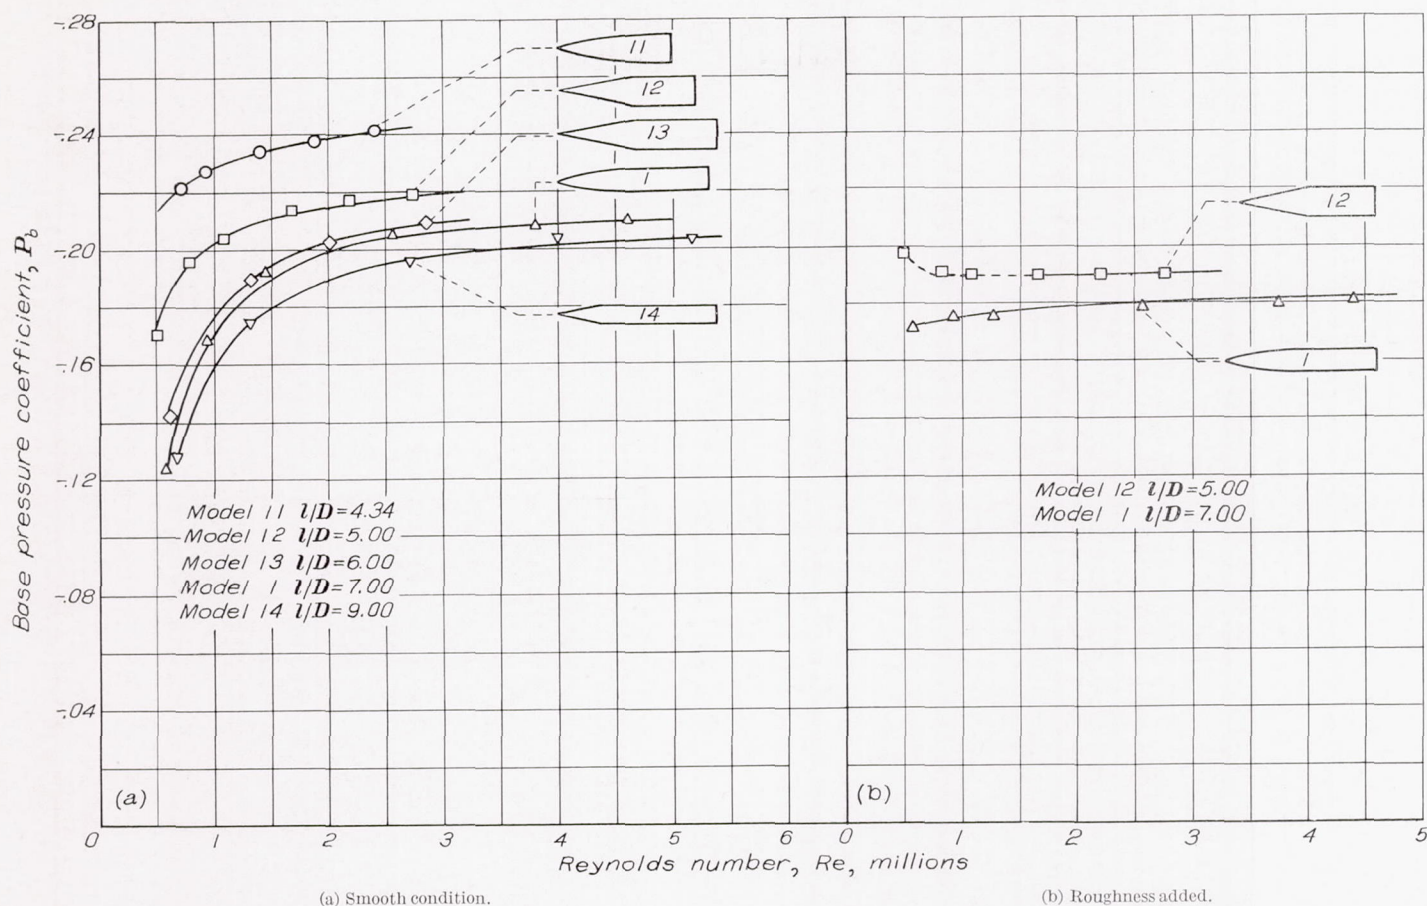 -.28
-.24
-.20
-.16
-.12
-.08
-.04
0
Base pressure coefficient, P_b
11
12
13
1
14
Model 11 l/D=4.34
Model 12 l/D=5.00
Model 13 l/D=6.00
Model 1 l/D=7.00
Model 14 l/D=9.00
(a)
0 1 2 3 4 5 6
12
1
Model 12 l/D=5.00
Model 1 l/D=7.00
(b)
0 1 2 3 4 5
Reynolds number, Re, millions
(a) Smooth condition.
(b) Roughness added.